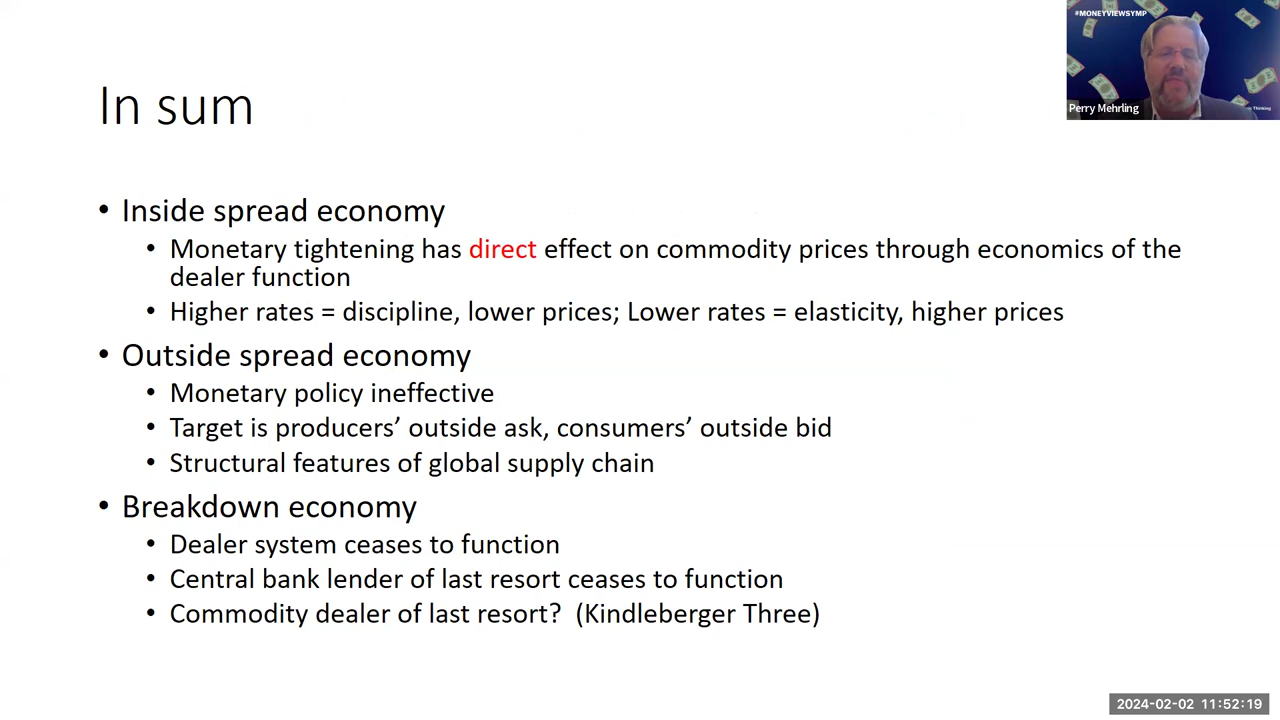 #MONEYVIEWSYMP
Perry Mehrling
Thinking
In sum
• Inside spread economy
• Monetary tightening has direct effect on commodity prices through economics of the
dealer function
• Higher rates = discipline, lower prices; Lower rates = elasticity, higher prices
• Outside spread economy
• Monetary policy ineffective
• Target is producers’ outside ask, consumers’ outside bid
• Structural features of global supply chain
• Breakdown economy
• Dealer system ceases to function
• Central bank lender of last resort ceases to function
• Commodity dealer of last resort? (Kindleberger Three)
2024-02-02 11:52:19